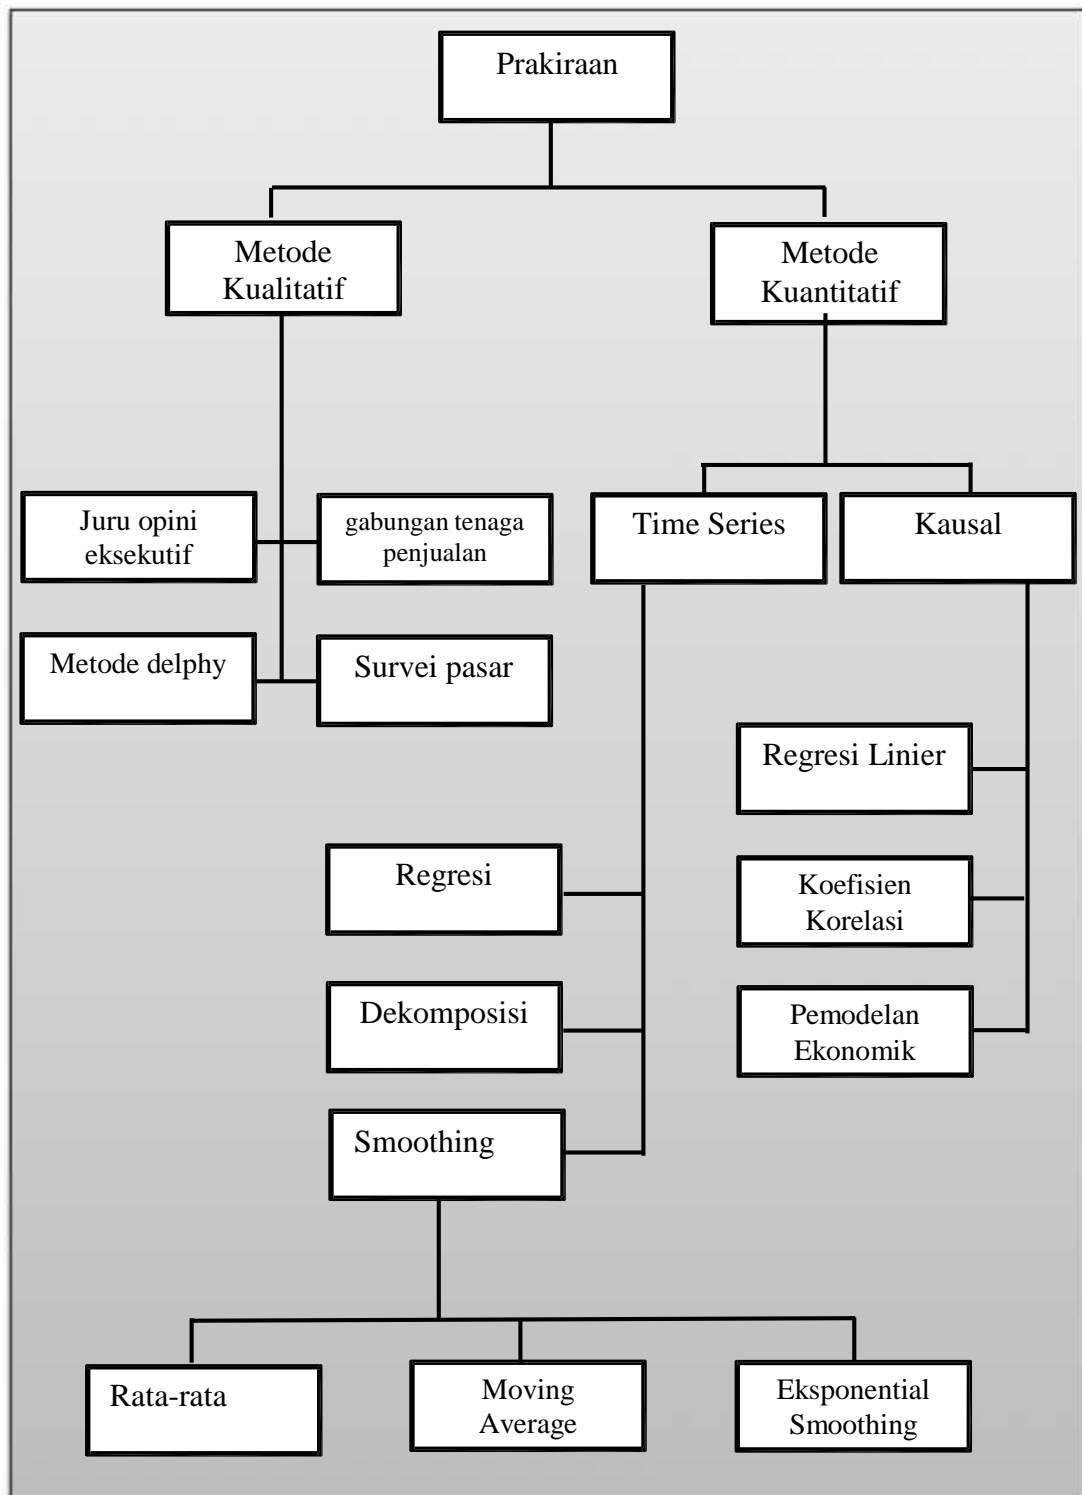 Prakiraan
Metode
Kualitatif
Metode
Kuantitatif
Juru opini
eksekutif
gabungan tenaga
penjualan
Time Series
Kausal
Metode delphy
Survei pasar
Regresi Linier
Regresi
Koefisien
Korelasi
Dekomposisi
Pemodelan
Ekonomik
Smoothing
Rata-rata
Moving
Average
Eksponential
Smoothing